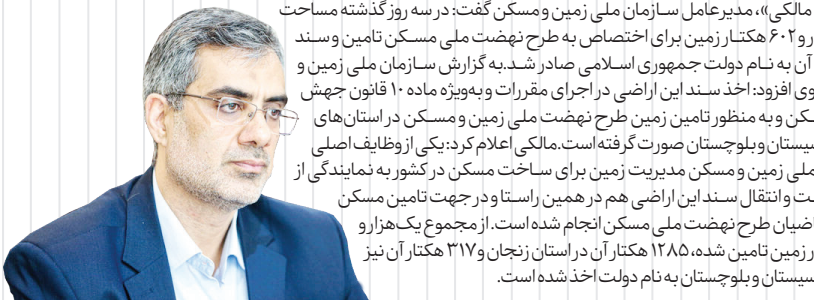 مالکی»، مدیرعامل سازمان ملی زمین و مسکن گفت: در سه روز گذشته مساحت
رو ۶۰۲ هکتار زمین برای اختصاص به طرح نهضت ملی مسکن تامین و سند
آن به نام دولت جمهوری اسلامی صادر شد.به گزارش سازمان ملی زمین و
وی افزود: اخذ سند این اراضی در اجرای مقررات و به‌ویژه ماده ۱۰ قانون جهش
کن و به منظور تامین زمین طرح نهضت ملی زمین و مسکن در استان‌های
سیستان و بلوچستان صورت گرفته است.مالکی اعلام کرد: یکی از وظایف اصلی
ملی زمین و مسکن مدیریت زمین برای ساخت مسکن در کشور به نمایندگی از
ت و انتقال سند این اراضی هم در همین راستا و در جهت تامین مسکن
اضیان طرح نهضت ملی مسکن انجام شده است. از مجموع یک‌هزار و
ر زمین تامین شده، ۱۲۸۵ هکتار آن در استان زنجان و ۳۱۷ هکتار آن نیز
سیستان و بلوچستان به نام دولت اخذ شده است.